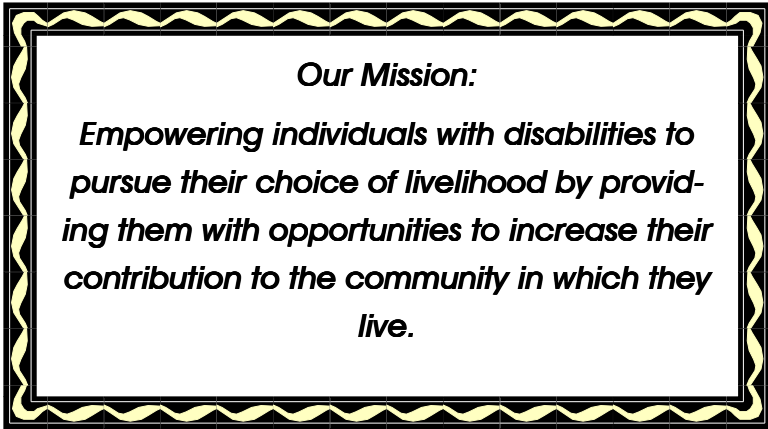 Our Mission:
Empowering individuals with disabilities to
pursue their choice of livelihood by provid-
ing them with opportunities to increase their
contribution to the community in which they
live.